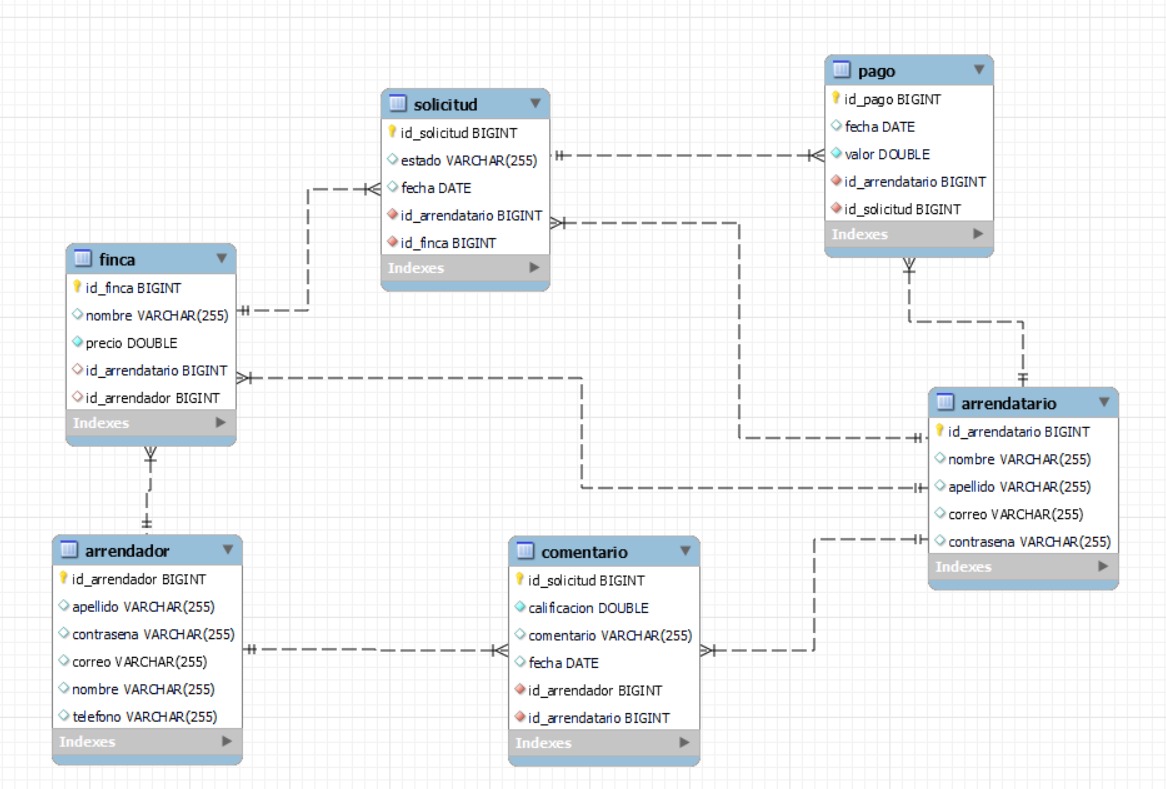 pago
id_pago BIGINT
fecha DATE
valor DOUBLE
id_arrendatario BIGINT
id_solicitud BIGINT
Indexes
solicitud
id_solicitud BIGINT
estado VARCHAR(255)
fecha DATE
id_arrendatario BIGINT
id_finca BIGINT
Indexes
finca
id_finca BIGINT
nombre VARCHAR(255)
precio DOUBLE
id_arrendatario BIGINT
id_arrendador BIGINT
Indexes
arrendatario
id_arrendatario BIGINT
nombre VARCHAR(255)
apellido VARCHAR(255)
correo VARCHAR(255)
contrasena VARCHAR(255)
Indexes
arrendador
id_arrendador BIGINT
apellido VARCHAR(255)
contrasena VARCHAR(255)
correo VARCHAR(255)
nombre VARCHAR(255)
telefono VARCHAR(255)
Indexes
comentario
id_solicitud BIGINT
calificacion DOUBLE
comentario VARCHAR(255)
fecha DATE
id_arrendador BIGINT
id_arrendatario BIGINT
Indexes